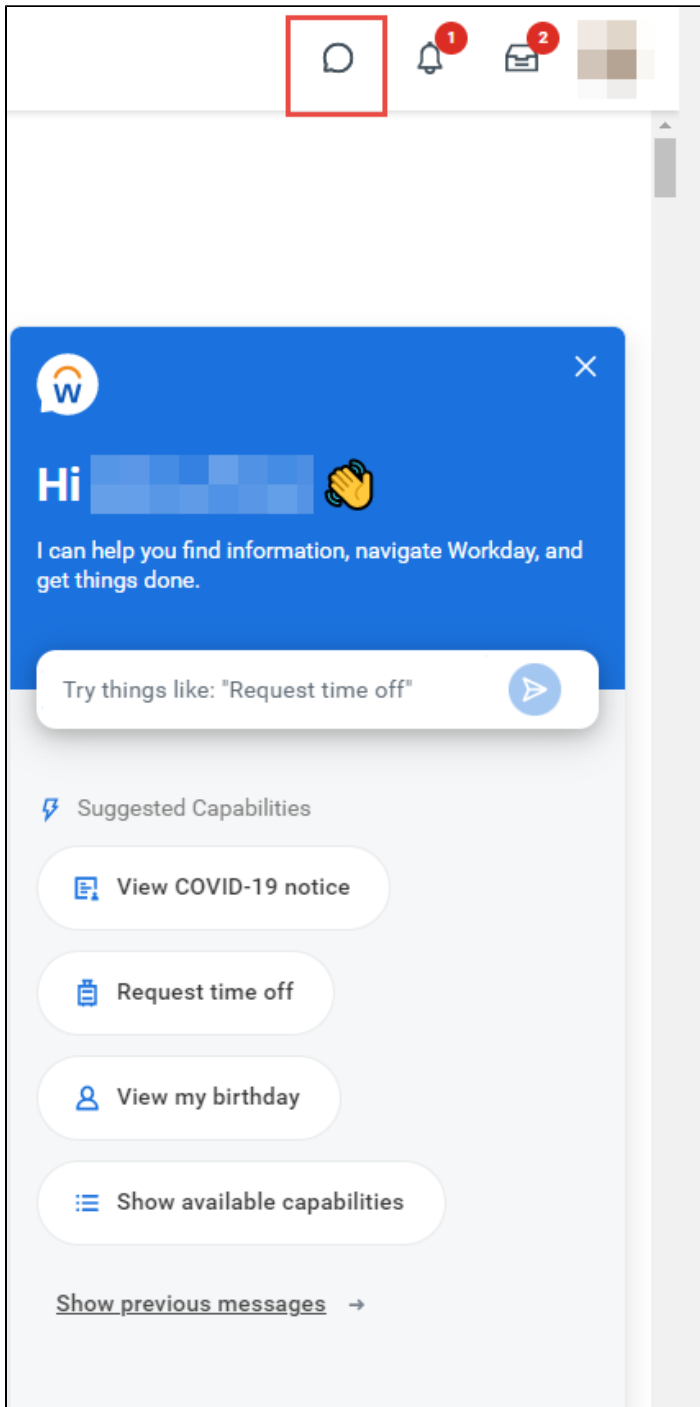 1
2
W
Hi 👋
I can help you find information, navigate Workday, and
get things done.
Try things like: "Request time off"
Suggested Capabilities
View COVID-19 notice
Request time off
View my birthday
Show available capabilities
Show previous messages →